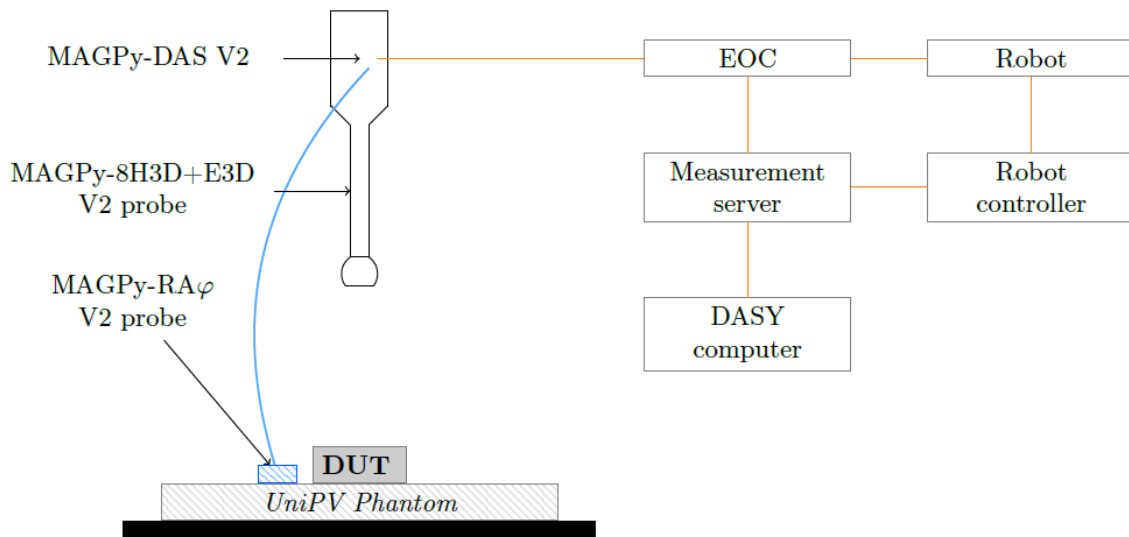 MAGPy-DAS V2
EOC
Robot
MAGPy-8H3D+E3D
V2 probe
Measurement
server
Robot
controller
MAGPy-RAφ
V2 probe
DASY
computer
DUT
UniPV Phantom